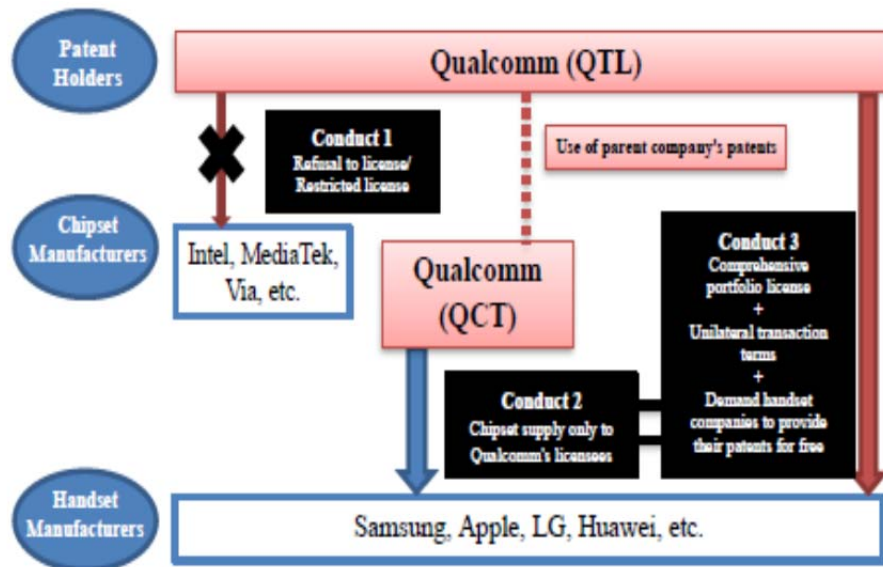 Patent
Holders
Qualcomm (QTL)
Conduct 1
Refusal to license/
Restricted license
Use of parent company's patents
Chipset
Manufacturers
Intel, MediaTek,
Via, etc.
Qualcomm
(QCT)
Conduct 3
Comprehensive
portfolio license
+
Unilateral transaction
terms
+
Demand handset
companies to provide
their patents for free
Conduct 2
Chipset supply only to
Qualcomm's licensees
Handset
Manufacturers
Samsung, Apple, LG, Huawei, etc.